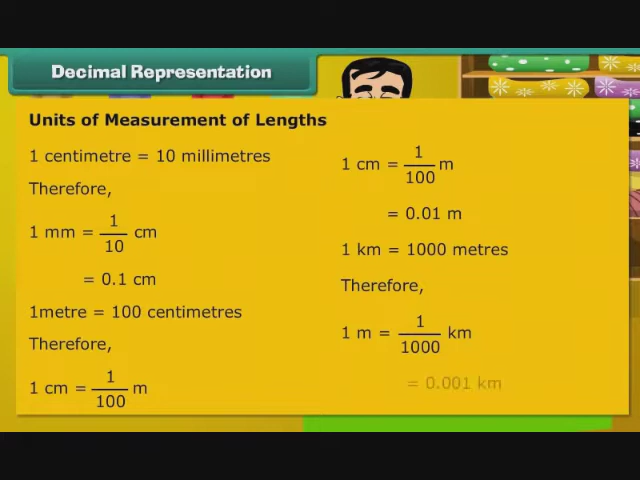 Decimal Representation
Units of Measurement of Lengths
1 centimetre = 10 millimetres
Therefore,
1 mm = 1/10 cm
= 0.1 cm
1metre = 100 centimetres
Therefore,
1 cm = 1/100 m
1 cm = 1/100 m
= 0.01 m
1 km = 1000 metres
Therefore,
1 m = 1/1000 km
= 0.001 km